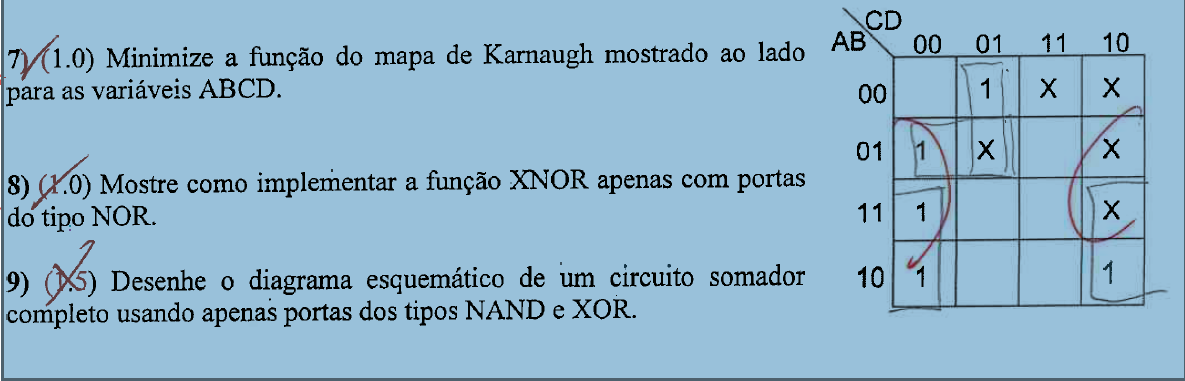 7) (1.0) Minimize a função do mapa de Karnaugh mostrado ao lado
para as variáveis ABCD.
8) (1.0) Mostre como implementar a função XNOR apenas com portas
do tipo NOR.
9) (1.5) Desenhe o diagrama esquemático de um circuito somador
completo usando apenas portas dos tipos NAND e XOR.
CD
AB 00 01 11 10
00 1 X X
01 1 X X
11 1 X
10 1 1